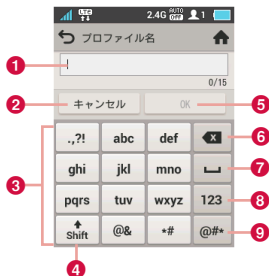 LTE 2.4G AUTO OFF 1
プロファイル名
1
0/15
2 キャンセル OK 5
3 .,?! abc def x 6
ghi jkl mno 7
pqrs tuv wxyz 123 8
Shift @& *# @#* 9
4